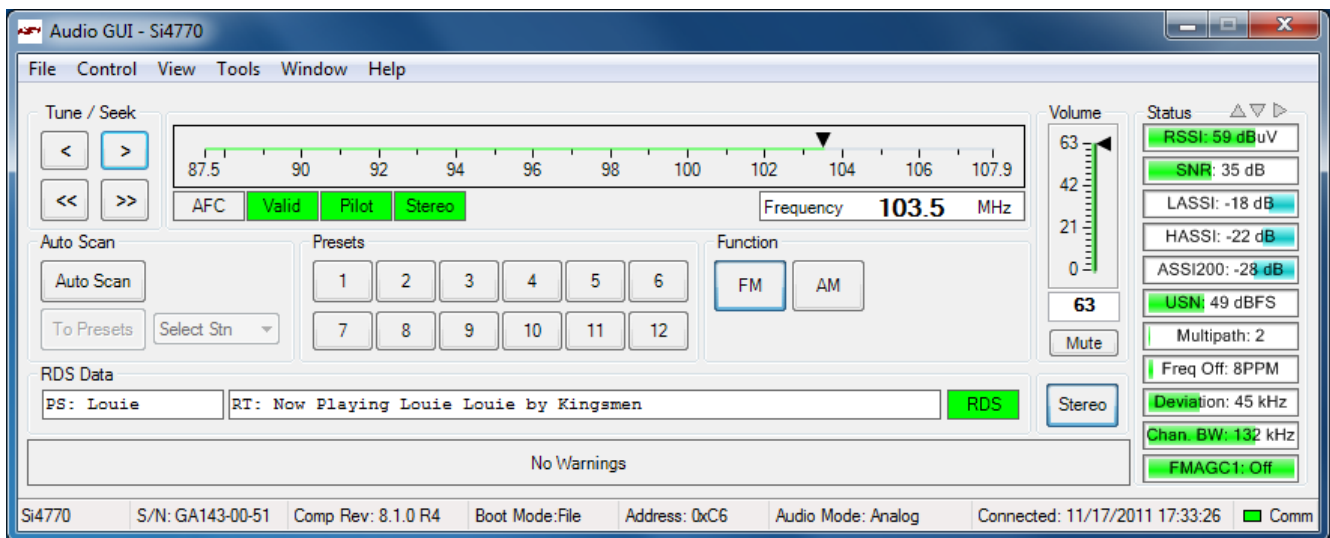 Audio GUI - Si4770
File Control View Tools Window Help
Tune / Seek
< >
<< >>
87.5 90 92 94 96 98 100 102 104 106 107.9
AFC Valid Pilot Stereo
Frequency 103.5 MHz
Auto Scan
Auto Scan
To Presets Select Stn
Presets
1 2 3 4 5 6
7 8 9 10 11 12
Function
FM AM
RDS Data
PS: Louie RT: Now Playing Louie Louie by Kingsmen RDS
No Warnings
Volume
63
42
21
0
63
Mute
Stereo
Status
RSSI: 59 dBuV
SNR: 35 dB
LASSI: -18 dB
HASSI: -22 dB
ASSI200: -28 dB
USN: 49 dBFS
Multipath: 2
Freq Off: 8PPM
Deviation: 45 kHz
Chan. BW: 132 kHz
FMAGC1: Off
Si4770 S/N: GA143-00-51 Comp Rev: 8.1.0 R4 Boot Mode:File Address: 0xC6 Audio Mode: Analog Connected: 11/17/2011 17:33:26 Comm